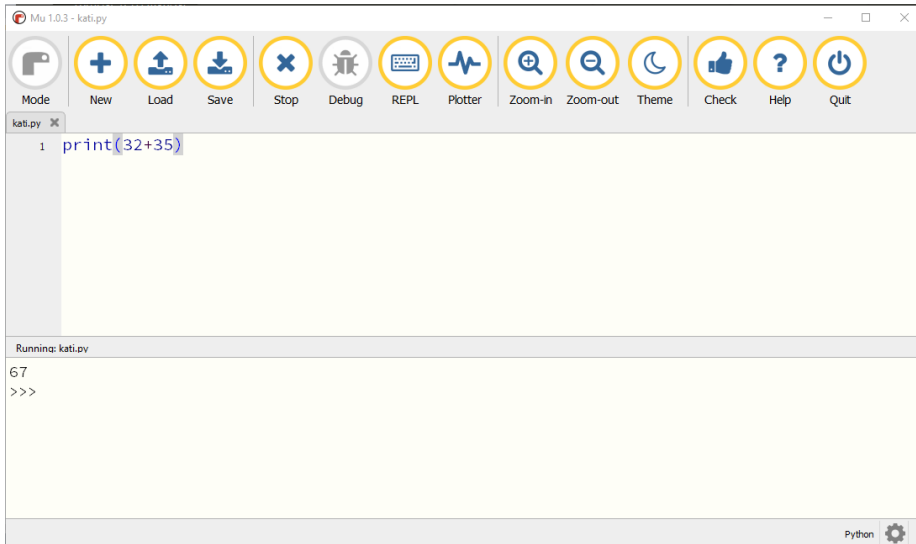 Mu 1.0.3 - kati.py
Mode New Load Save Stop Debug REPL Plotter Zoom-in Zoom-out Theme Check Help Quit
kati.py
1 print(32+35)
Running: kati.py
67
>>>
Python